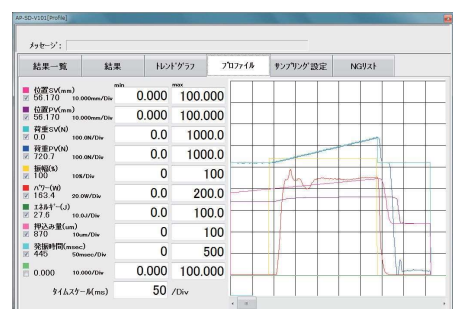 AP-SD-V101[Profile]
メッセージ:
結果一覧 結果 トレンドグラフ プロファイル サンプリング設定 NGリスト
min max
位置SV(mm)
56.170 10.000mm/Div 0.000 100.000
位置PV(mm)
56.170 10.000mm/Div 0.000 100.000
荷重SV(N)
0.0 100.0N/Div 0.0 1000.0
荷重PV(N)
720.7 100.0N/Div 0.0 1000.0
振幅(%)
100 10%/Div 0 100
パワー(W)
163.4 20.0W/Div 0.0 200.0
エネルギー(J)
27.6 10.0J/Div 0.0 100.0
押込み量(um)
870 10um/Div 0 100
発振時間(msec)
445 50msec/Div 0 500
0.000 10.000/Div 0.000 100.000
タイムスケール(ms) 50 /Div